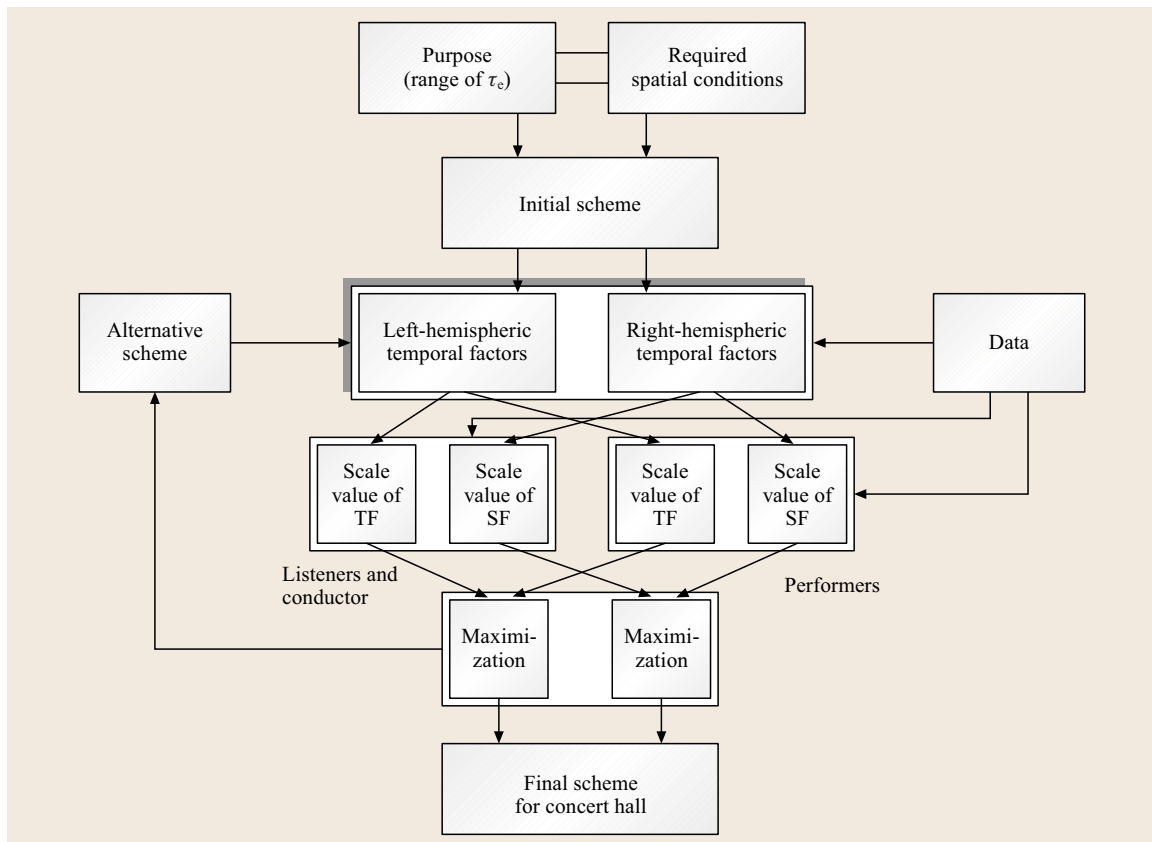 Purpose
(range of τe)
Required
spatial conditions
Initial scheme
Alternative
scheme
Left-hemispheric
temporal factors
Right-hemispheric
temporal factors
Data
Scale
value of
TF
Scale
value of
SF
Scale
value of
TF
Scale
value of
SF
Listeners and
conductor
Performers
Maximi-
zation
Maximi-
zation
Final scheme
for concert hall